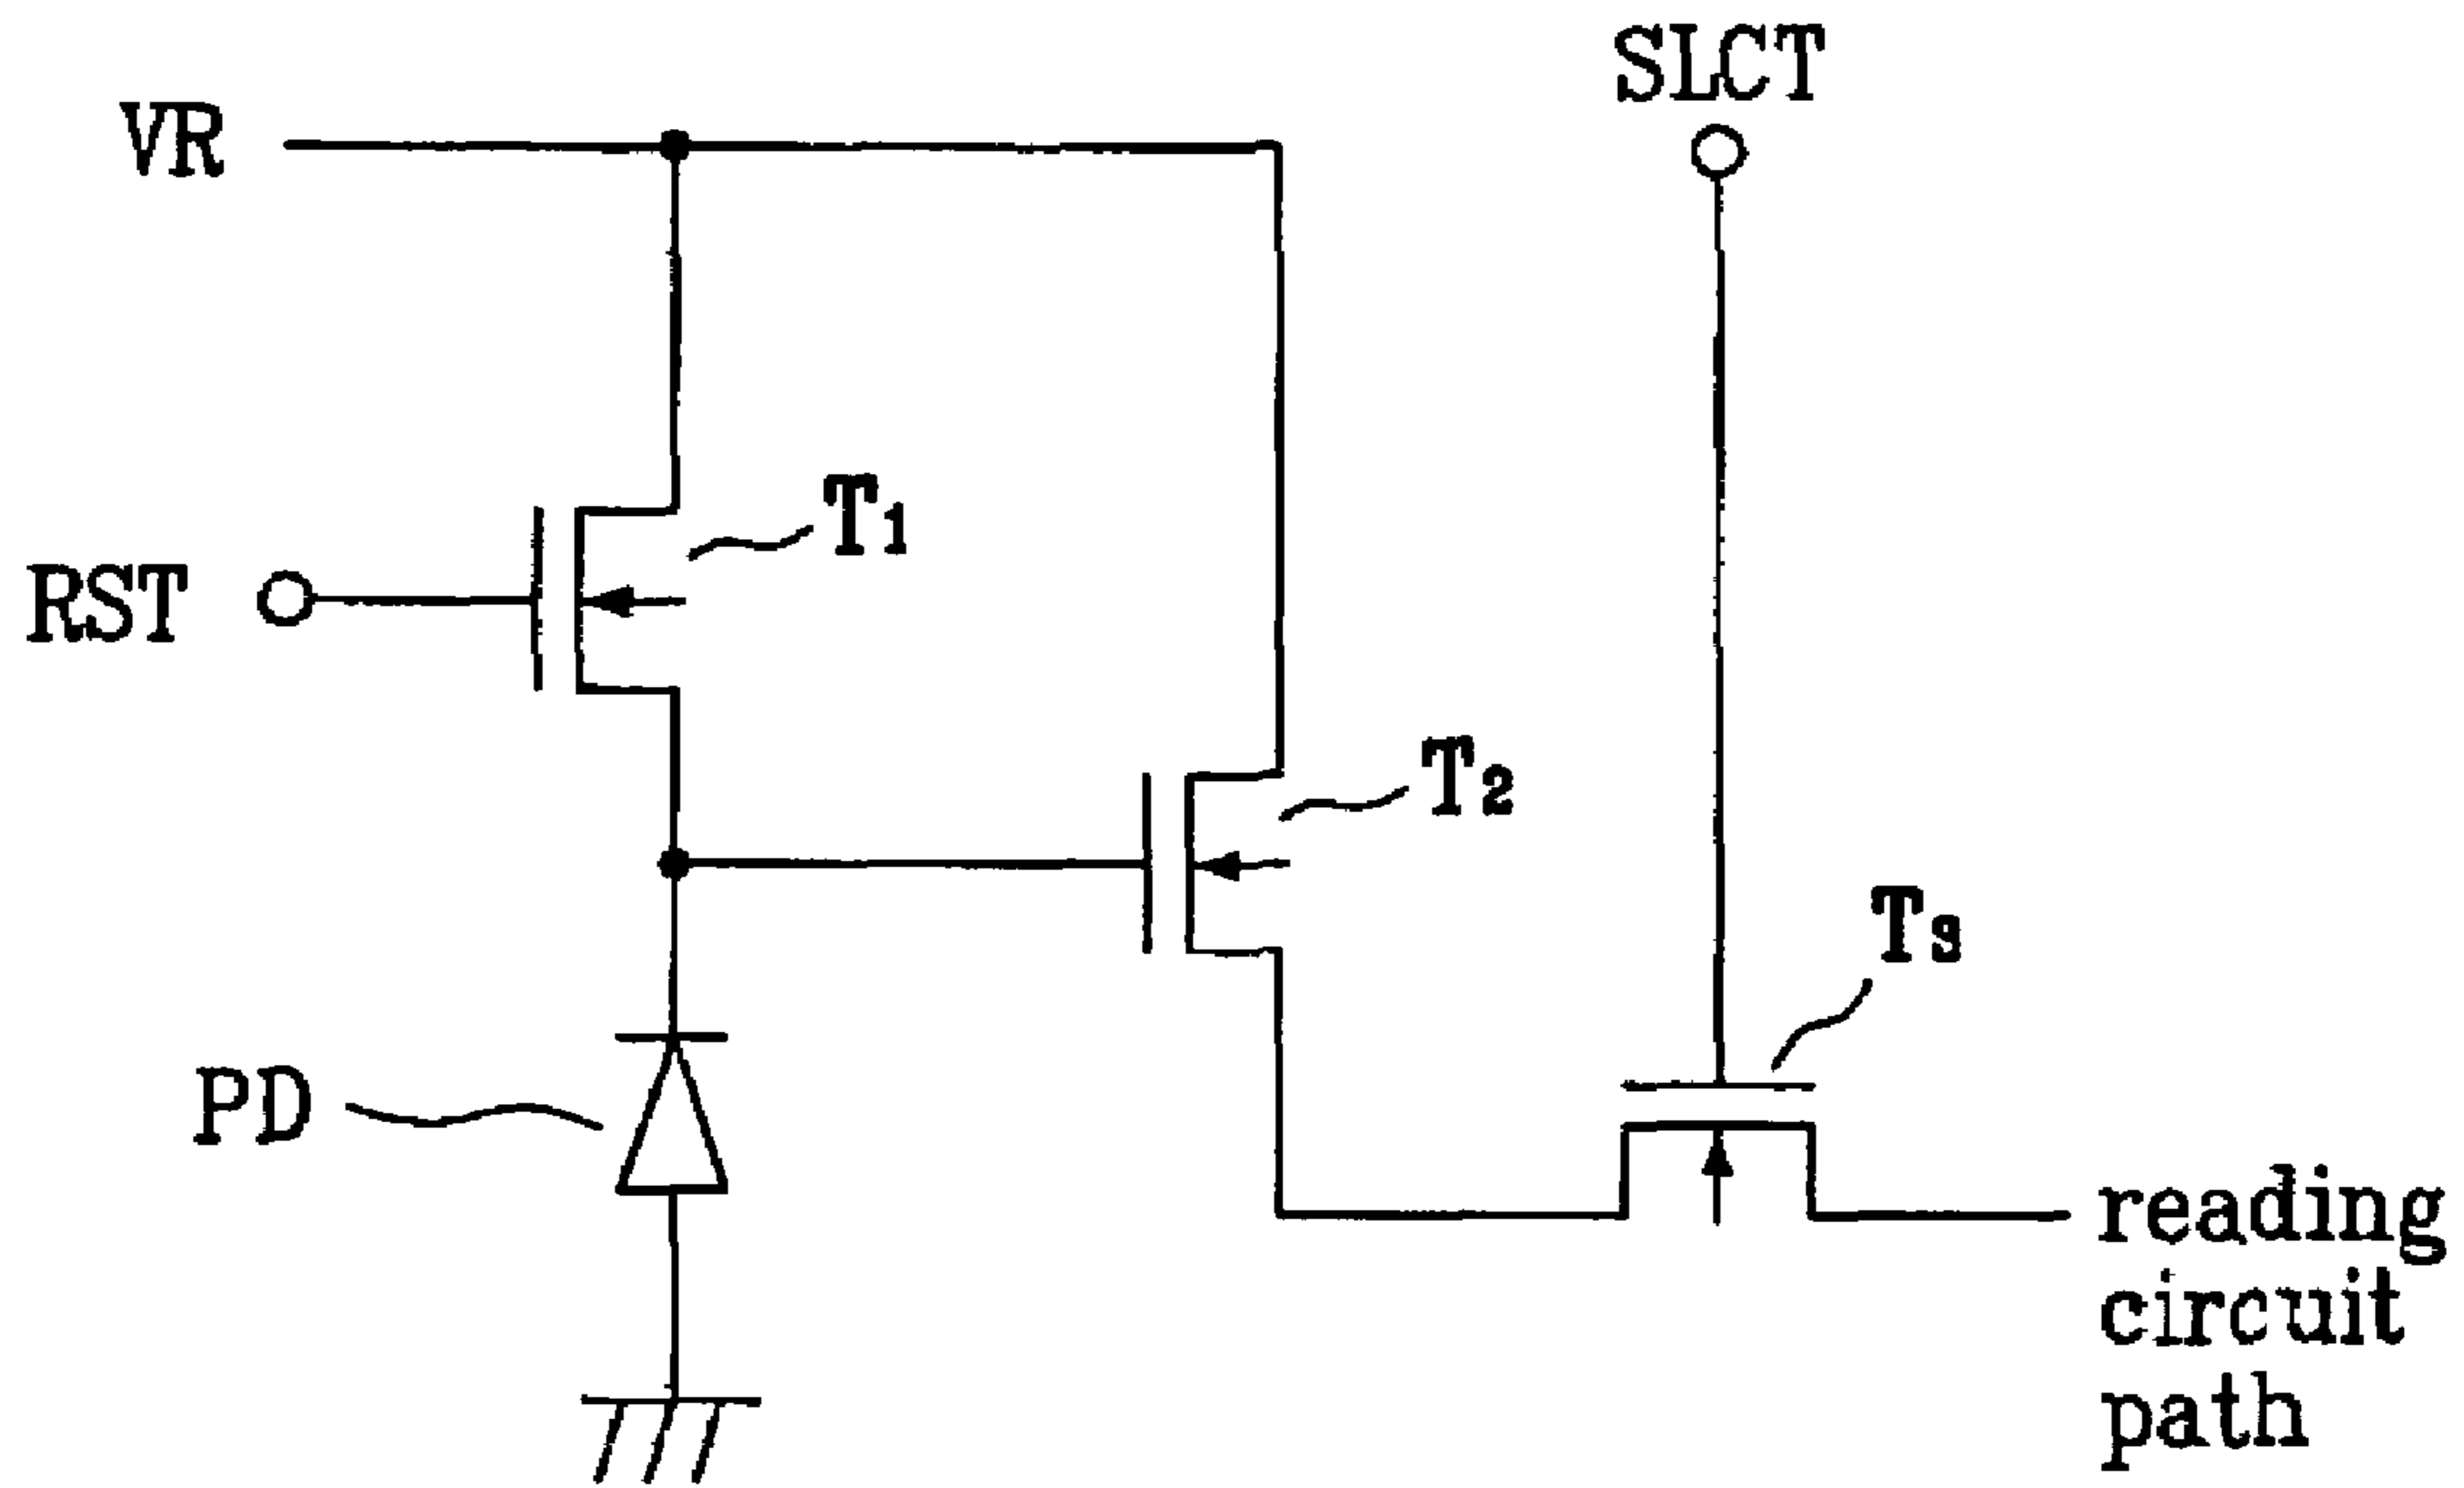 SLCT
VR
T1
RST
T2
T3
PD
reading
circuit
path